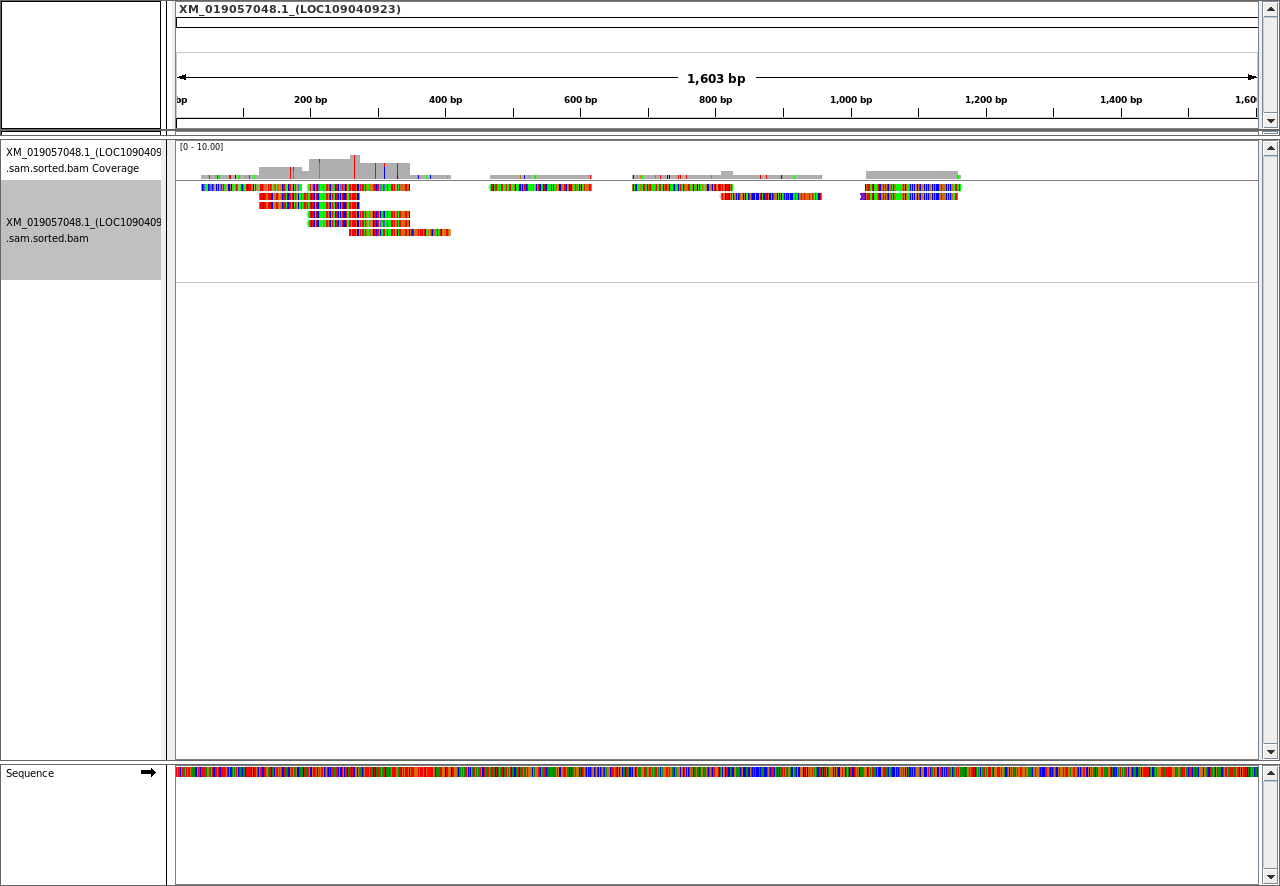 XM_019057048.1_(LOC109040923)
1,603 bp
bp 200 bp 400 bp 600 bp 800 bp 1,000 bp 1,200 bp 1,400 bp 1,60
[0 - 10.00]
XM_019057048.1_(LOC1090409
.sam.sorted.bam Coverage
XM_019057048.1_(LOC1090409
.sam.sorted.bam
Sequence